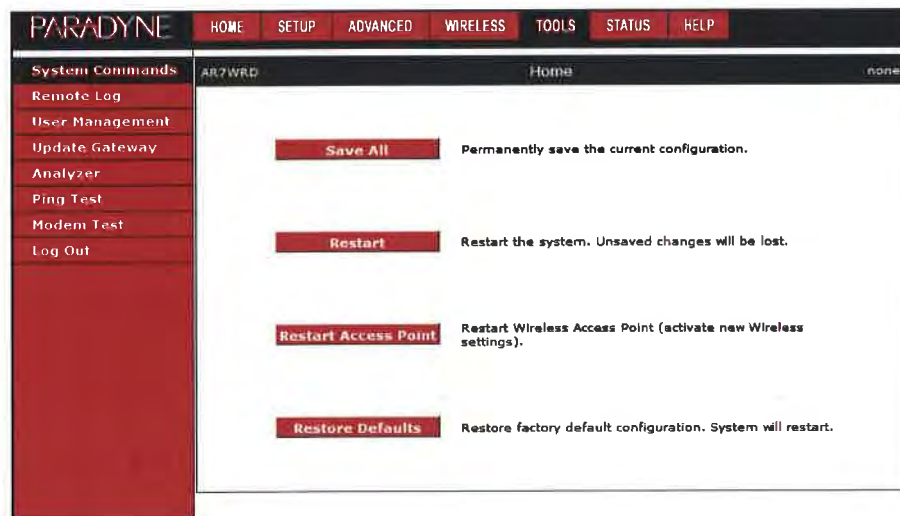 PARADYNE
HOME SETUP ADVANCED WIRELESS TOOLS STATUS HELP
System Commands
Remote Log
User Management
Update Gateway
Analyzer
Ping Test
Modem Test
Log Out
AR7WRD Home none
Save All Permanently save the current configuration.
Restart Restart the system. Unsaved changes will be lost.
Restart Access Point Restart Wireless Access Point (activate new Wireless
settings).
Restore Defaults Restore factory default configuration. System will restart.